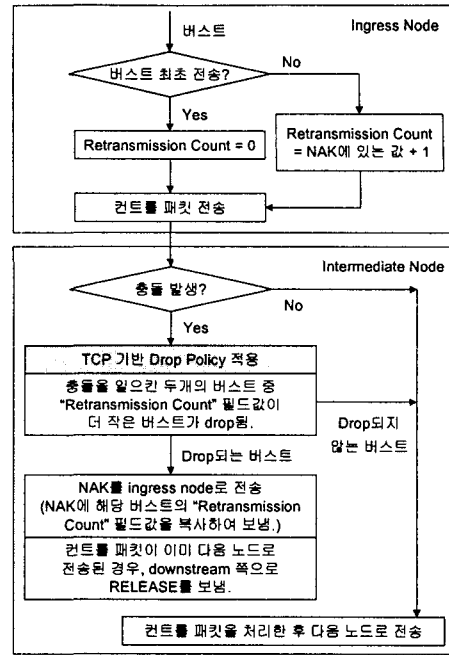 버스트
Ingress Node
버스트 최초 전송?
No
Yes
Retransmission Count = 0
Retransmission Count
= NAK에 있는 값 + 1
컨트롤 패킷 전송
Intermediate Node
충돌 발생?
No
Yes
TCP 기반 Drop Policy 적용
충돌을 일으킨 두개의 버스트 중
"Retransmission Count" 필드값이
더 작은 버스트가 drop됨.
Drop되지
않는 버스트
Drop되는 버스트
NAK를 ingress node로 전송
(NAK에 해당 버스트의 "Retransmission
Count" 필드값을 복사하여 보냄.)
컨트롤 패킷이 이미 다음 노드로
전송된 경우, downstream 쪽으로
RELEASE를 보냄.
컨트롤 패킷을 처리한 후 다음 노드로 전송